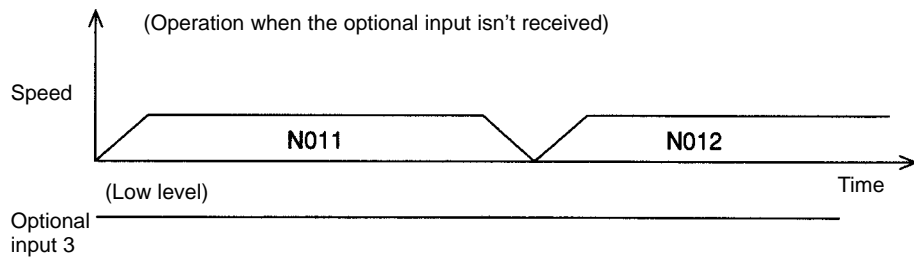 (Operation when the optional input isn't received)
Speed
N011
N012
Time
(Low level)
Optional
input 3